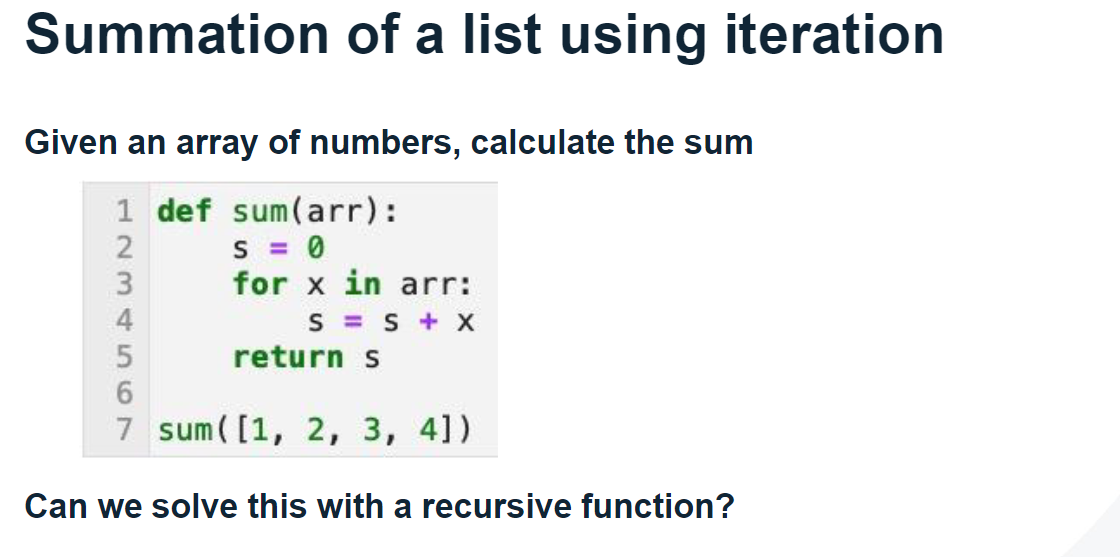 Summation of a list using iteration
Given an array of numbers, calculate the sum
1 def sum(arr):
2     s = 0
3     for x in arr:
4         s = s + x
5     return s
6
7 sum([1, 2, 3, 4])
Can we solve this with a recursive function?